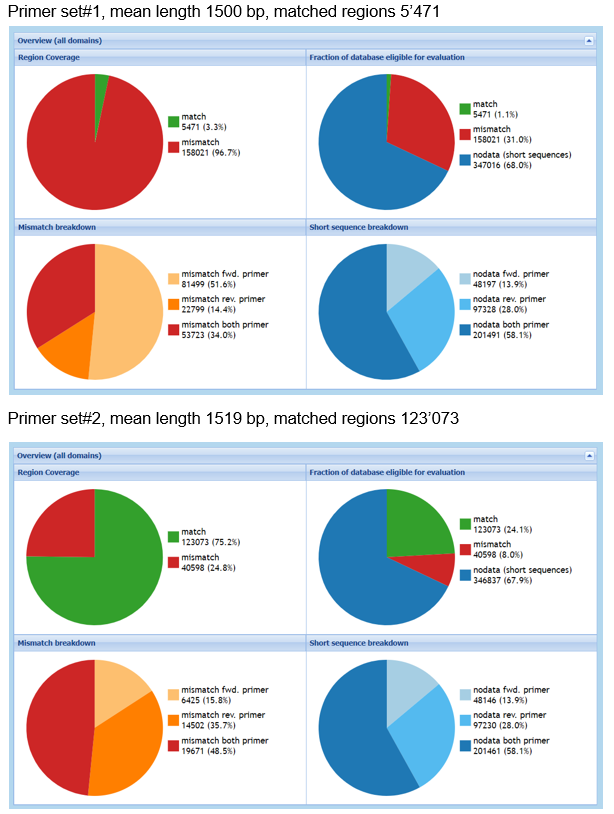 Primer set#1, mean length 1500 bp, matched regions 5’471
Overview (all domains)
Region Coverage
match
5471 (3.3%)
mismatch
158021 (96.7%)
Fraction of database eligible for evaluation
match
5471 (1.1%)
mismatch
158021 (31.0%)
nodata (short sequences)
347016 (68.0%)
Mismatch breakdown
mismatch fwd. primer
81499 (51.6%)
mismatch rev. primer
22799 (14.4%)
mismatch both primer
53723 (34.0%)
Short sequence breakdown
nodata fwd. primer
48197 (13.9%)
nodata rev. primer
97328 (28.0%)
nodata both primer
201491 (58.1%)
Primer set#2, mean length 1519 bp, matched regions 123’073
Overview (all domains)
Region Coverage
match
123073 (75.2%)
mismatch
40598 (24.8%)
Fraction of database eligible for evaluation
match
123073 (24.1%)
mismatch
40598 (8.0%)
nodata (short sequences)
346837 (67.9%)
Mismatch breakdown
mismatch fwd. primer
6425 (15.8%)
mismatch rev. primer
14502 (35.7%)
mismatch both primer
19671 (48.5%)
Short sequence breakdown
nodata fwd. primer
48146 (13.9%)
nodata rev. primer
97230 (28.0%)
nodata both primer
201461 (58.1%)